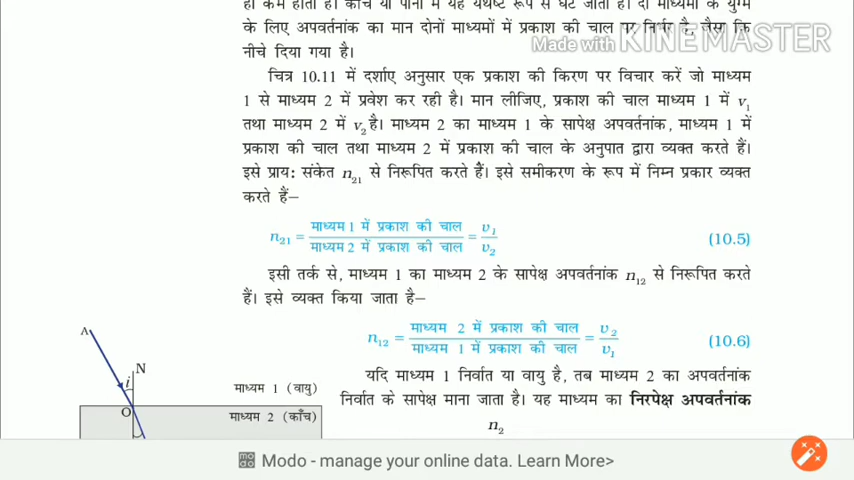 ही कम होती है। काँच या पानी में यह यथेष्ट रूप से घट जाती है। दो माध्यमों के युग्म
के लिए अपवर्तनांक का मान दोनों माध्यमों में प्रकाश की चाल पर निर्भर है, जैसा कि
Made with KINEMASTER
नीचे दिया गया है।
चित्र 10.11 में दर्शाए अनुसार एक प्रकाश की किरण पर विचार करें जो माध्यम
1 से माध्यम 2 में प्रवेश कर रही है। मान लीजिए, प्रकाश की चाल माध्यम 1 में v₁
तथा माध्यम 2 में v₂ है। माध्यम 2 का माध्यम 1 के सापेक्ष अपवर्तनांक, माध्यम 1 में
प्रकाश की चाल तथा माध्यम 2 में प्रकाश की चाल के अनुपात द्वारा व्यक्त करते हैं।
इसे प्राय: संकेत n₂₁ से निरूपित करते हैं। इसे समीकरण के रूप में निम्न प्रकार व्यक्त
करते हैं–
n₂₁ = माध्यम 1 में प्रकाश की चाल / माध्यम 2 में प्रकाश की चाल = v₁ / v₂ (10.5)
इसी तर्क से, माध्यम 1 का माध्यम 2 के सापेक्ष अपवर्तनांक n₁₂ से निरूपित करते
हैं। इसे व्यक्त किया जाता है–
n₁₂ = माध्यम 2 में प्रकाश की चाल / माध्यम 1 में प्रकाश की चाल = v₂ / v₁ (10.6)
यदि माध्यम 1 निर्वात या वायु है, तब माध्यम 2 का अपवर्तनांक
निर्वात के सापेक्ष माना जाता है। यह माध्यम का निरपेक्ष अपवर्तनांक
n₂
A
N
i
माध्यम 1 (वायु)
O
माध्यम 2 (काँच)
modo Modo - manage your online data. Learn More>